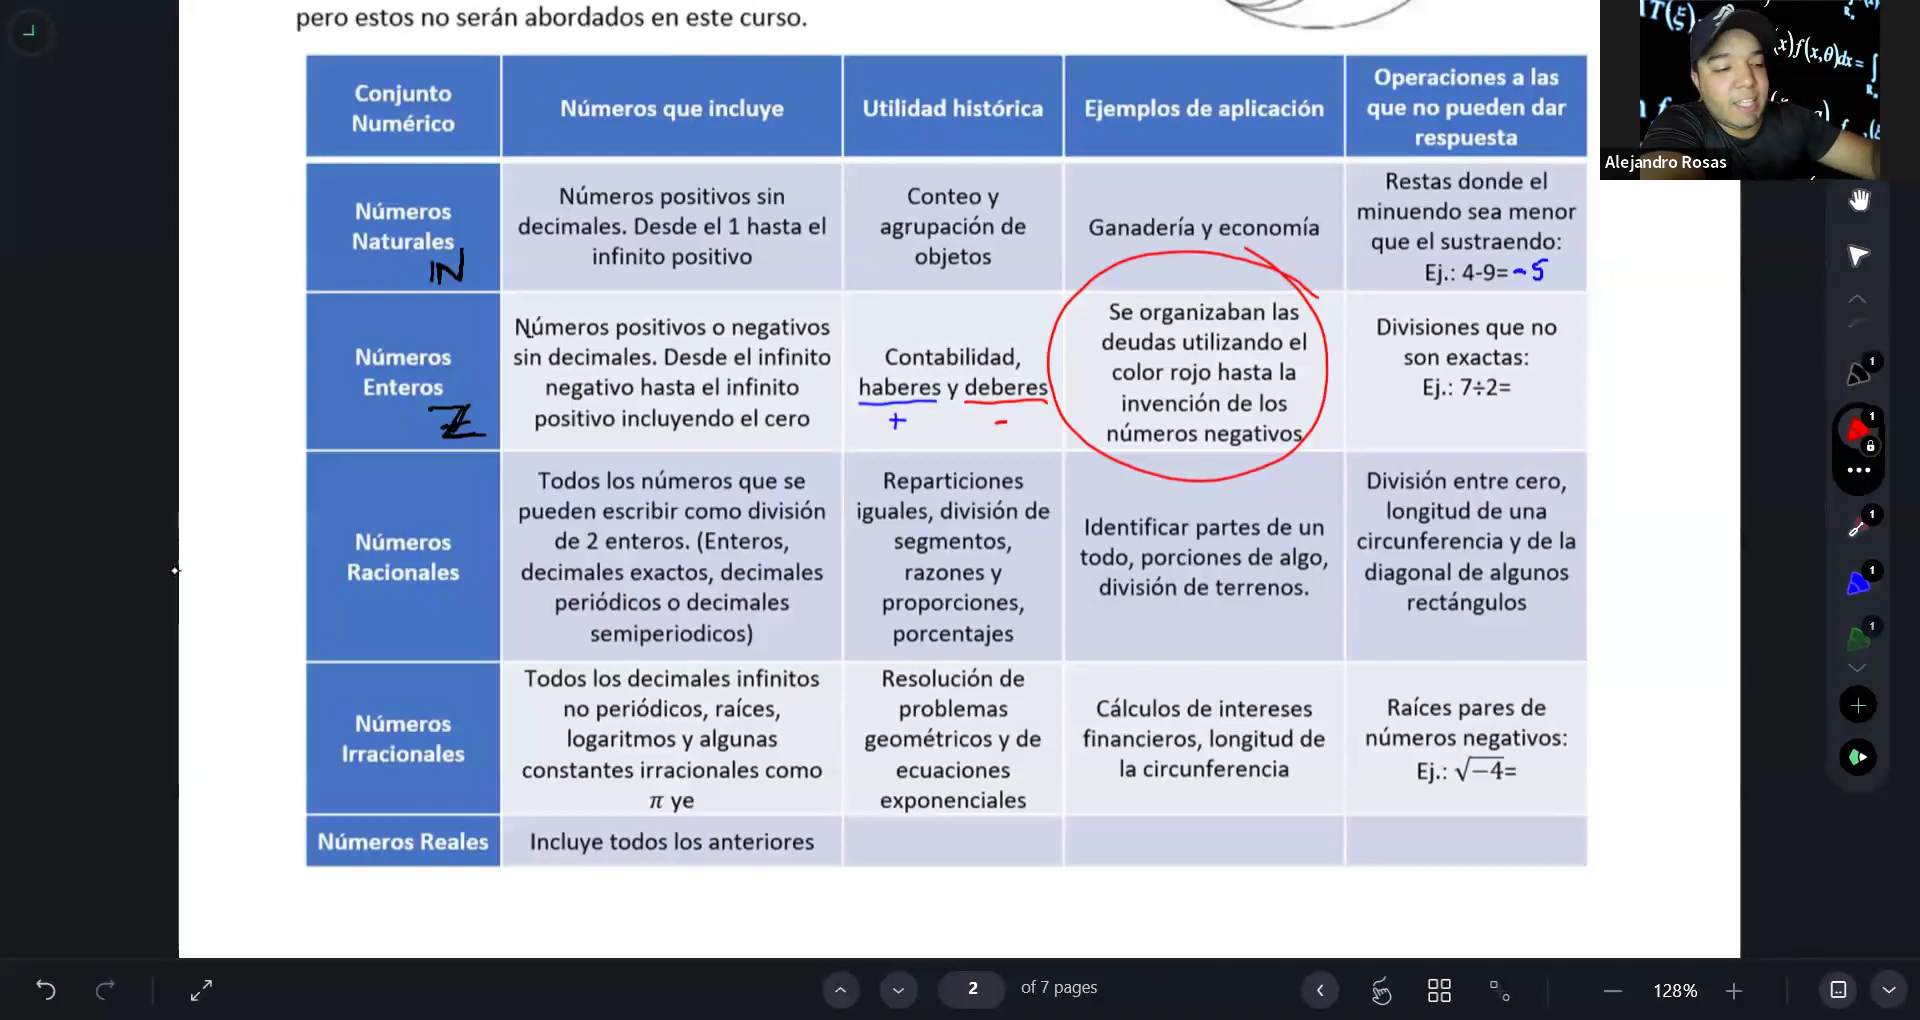 pero estos no serán abordados en este curso.
Conjunto
Numérico
Números que incluye
Utilidad histórica
Ejemplos de aplicación
Operaciones a las
que no pueden dar
respuesta
Números
Naturales
ℕ
Números positivos sin
decimales. Desde el 1 hasta el
infinito positivo
Conteo y
agrupación de
objetos
Ganadería y economía
Restas donde el
minuendo sea menor
que el sustraendo:
Ej.: 4-9= -5
Números
Enteros
ℤ
Números positivos o negativos
sin decimales. Desde el infinito
negativo hasta el infinito
positivo incluyendo el cero
Contabilidad,
haberes y deberes
+ -
Se organizaban las
deudas utilizando el
color rojo hasta la
invención de los
números negativos
Divisiones que no
son exactas:
Ej.: 7÷2=
Números
Racionales
Todos los números que se
pueden escribir como división
de 2 enteros. (Enteros,
decimales exactos, decimales
periódicos o decimales
semiperiodicos)
Reparticiones
iguales, división de
segmentos,
razones y
proporciones,
porcentajes
Identificar partes de un
todo, porciones de algo,
división de terrenos.
División entre cero,
longitud de una
circunferencia y de la
diagonal de algunos
rectángulos
Números
Irracionales
Todos los decimales infinitos
no periódicos, raíces,
logaritmos y algunas
constantes irracionales como
π y e
Resolución de
problemas
geométricos y de
ecuaciones
exponenciales
Cálculos de intereses
financieros, longitud de
la circunferencia
Raíces pares de
números negativos:
Ej.: √-4=
Números Reales
Incluye todos los anteriores
Alejandro Rosas
1
1
1
1
1
2 of 7 pages
128%